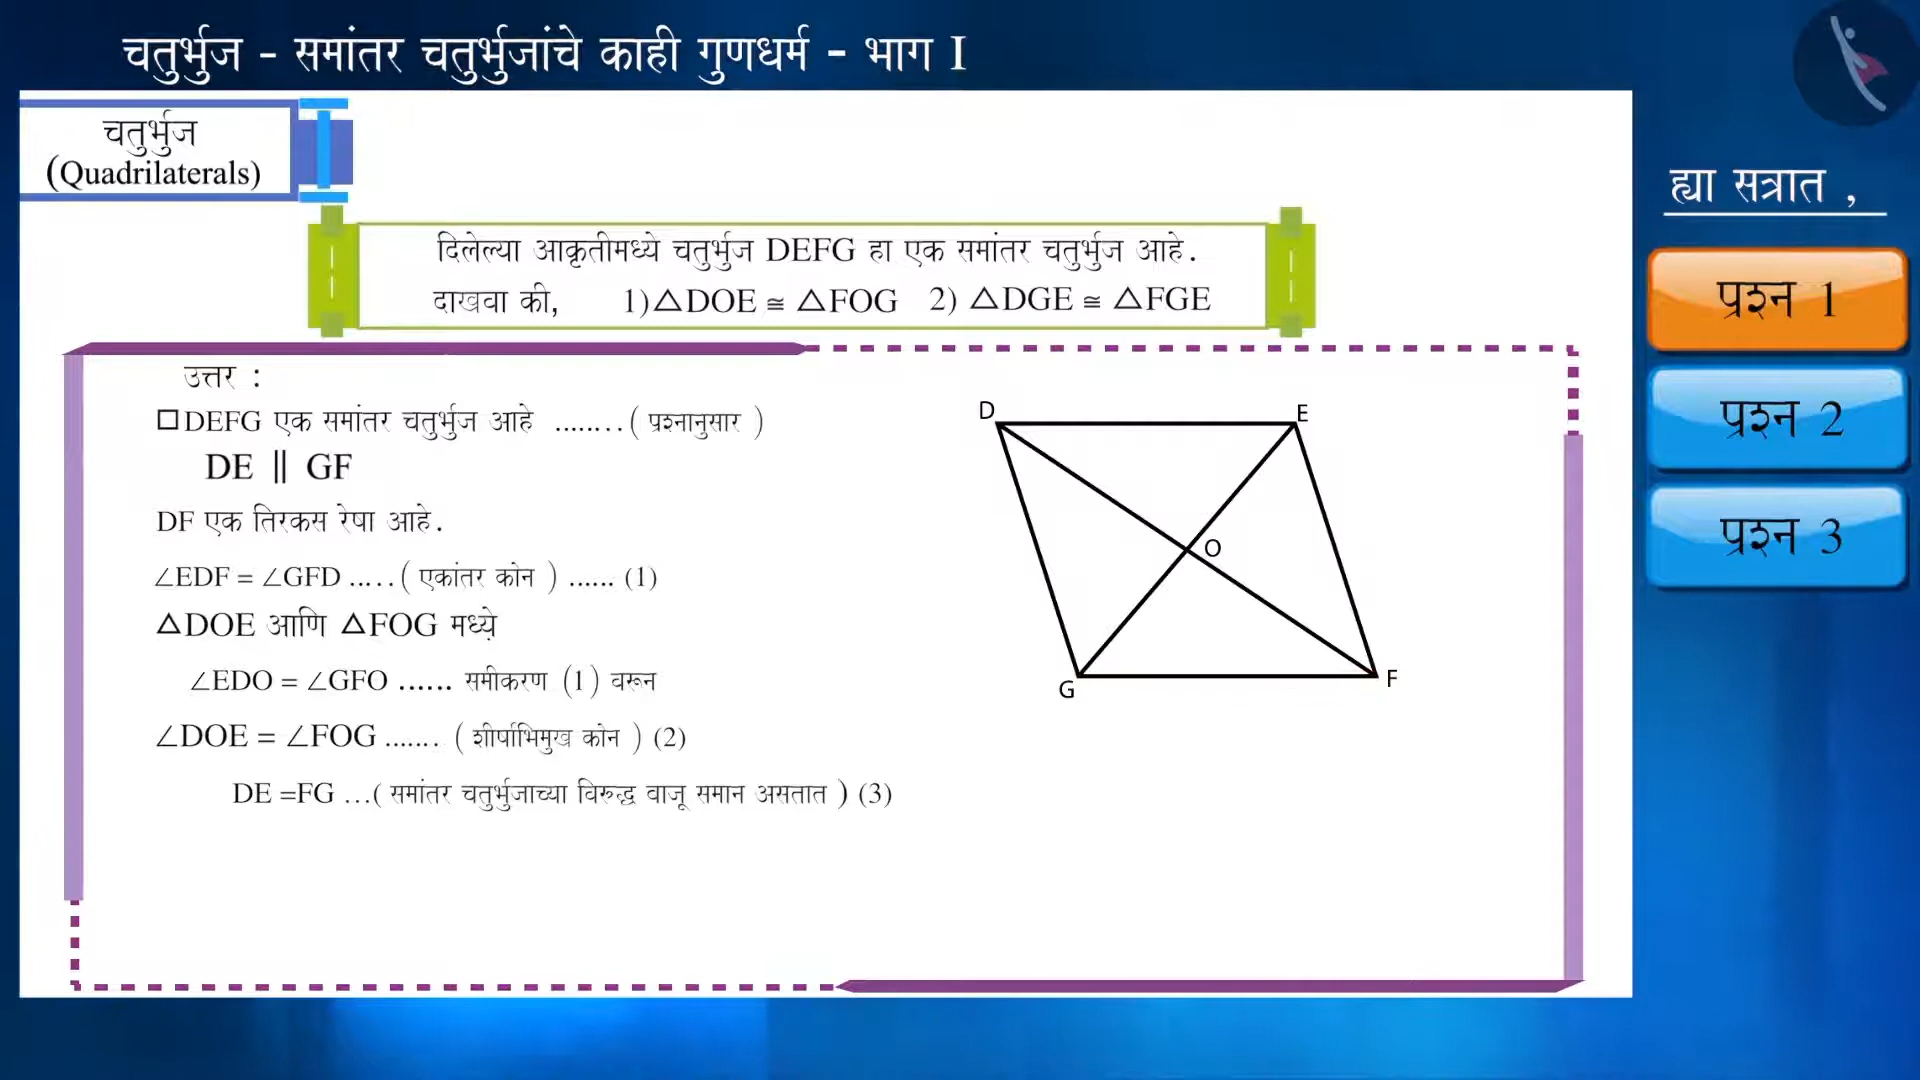 चतुर्भुज - समांतर चतुर्भुजांचे काही गुणधर्म - भाग I
चतुर्भुज
(Quadrilaterals)
ह्या सत्रात ,
प्रश्न 1
प्रश्न 2
प्रश्न 3
दिलेल्या आकृतीमध्ये चतुर्भुज DEFG हा एक समांतर चतुर्भुज आहे.
दाखवा की, 1)△DOE ≅ △FOG 2) △DGE ≅ △FGE
उत्तर :
□DEFG एक समांतर चतुर्भुज आहे ........( प्रश्नानुसार )
DE || GF
DF एक तिरकस रेषा आहे.
∠EDF = ∠GFD .....( एकांतर कोन ) ...... (1)
△DOE आणि △FOG मध्ये
∠EDO = ∠GFO ...... समीकरण (1) वरून
∠DOE = ∠FOG ....... ( शीर्षाभिमुख कोन ) (2)
DE =FG ...( समांतर चतुर्भुजाच्या विरुद्ध बाजू समान असतात ) (3)
D
E
O
G
F